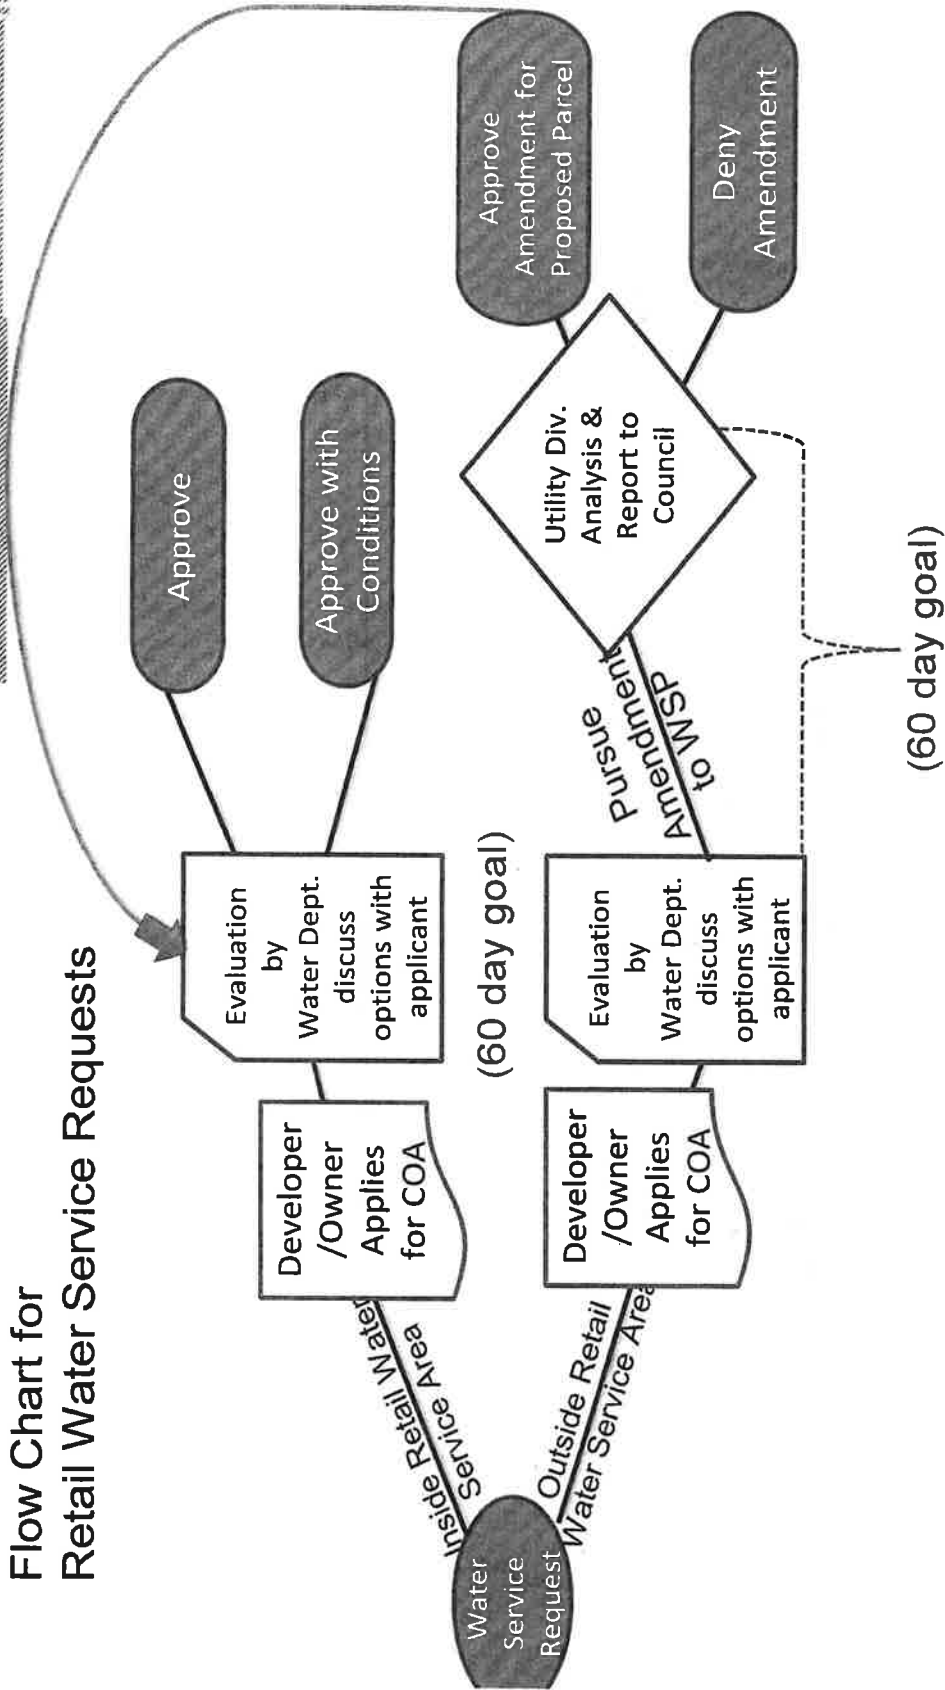 Flow Chart for
Retail Water Service Requests
Water
Service
Request
Inside Retail Water
Service Area
Developer
/Owner
Applies
for COA
Evaluation
by
Water Dept.
discuss
options with
applicant
(60 day goal)
Approve
Approve with
Conditions
Outside Retail
Water Service Area
Developer
/Owner
Applies
for COA
Evaluation
by
Water Dept.
discuss
options with
applicant
Pursue
Amendment
to WSP
Utility Div.
Analysis &
Report to
Council
Approve
Amendment for
Proposed Parcel
Deny
Amendment
(60 day goal)